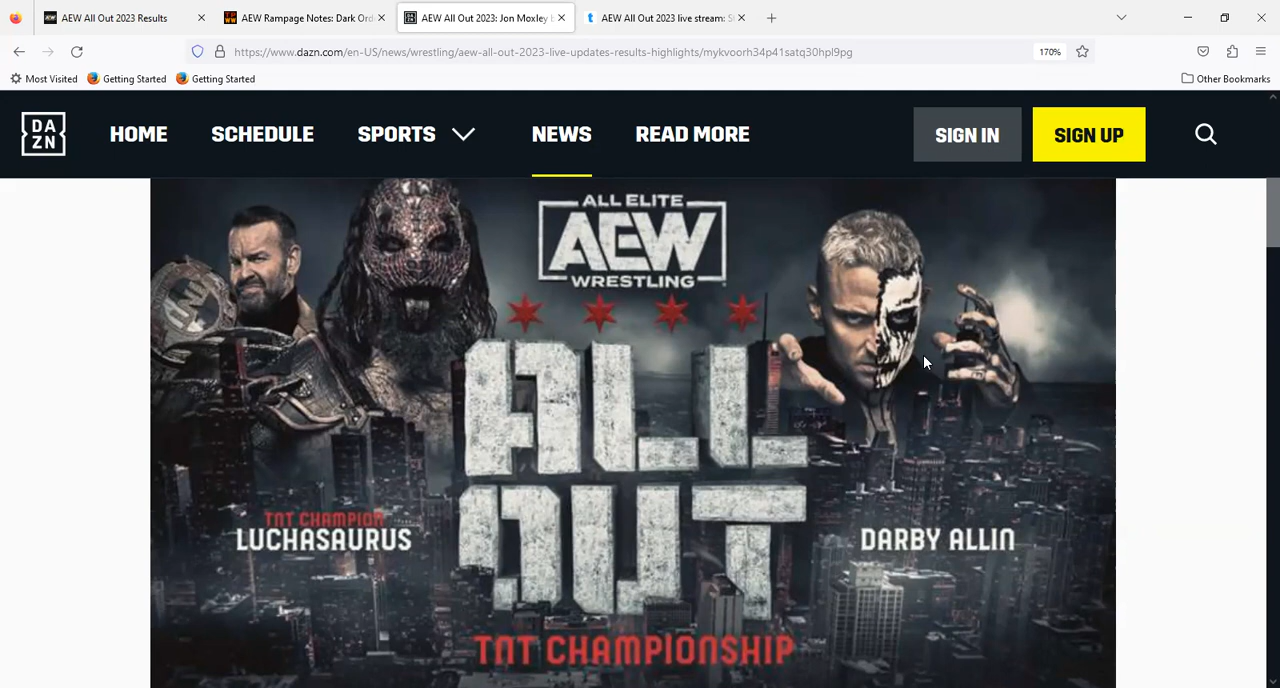 AEW All Out 2023 Results
AEW Rampage Notes: Dark Ord
AEW All Out 2023: Jon Moxley b
AEW All Out 2023 live stream: St
https://www.dazn.com/en-US/news/wrestling/aew-all-out-2023-live-updates-results-highlights/mykvoorh34p41satq30hpl9pg
170%
Most Visited
Getting Started
Getting Started
Other Bookmarks
DA
ZN
HOME
SCHEDULE
SPORTS
NEWS
READ MORE
SIGN IN
SIGN UP
ALL ELITE
AEW
WRESTLING
ALL
OUT
TNT CHAMPION
LUCHASAURUS
DARBY ALLIN
TNT CHAMPIONSHIP